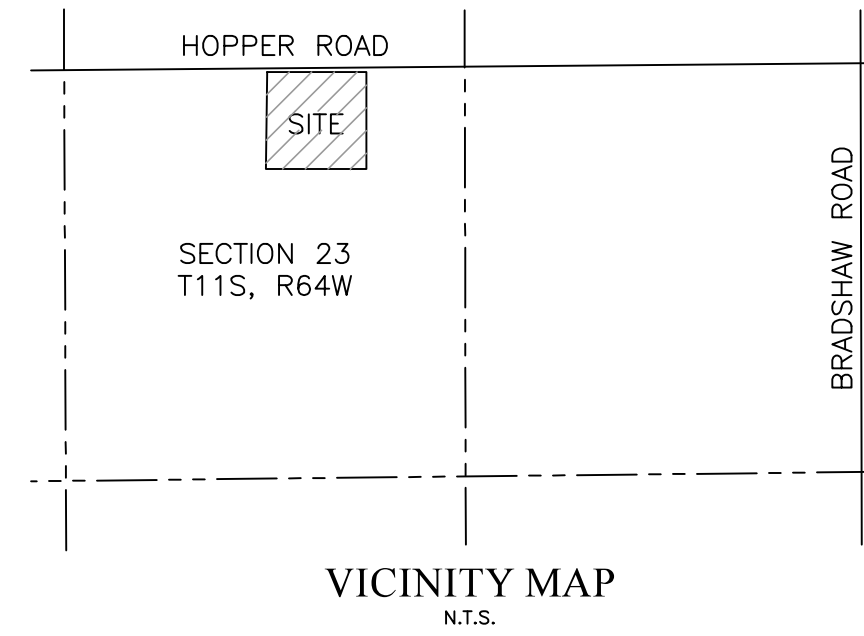 HOPPER ROAD
SITE
SECTION 23
T11S, R64W
BRADSHAW ROAD
VICINITY MAP
N.T.S.